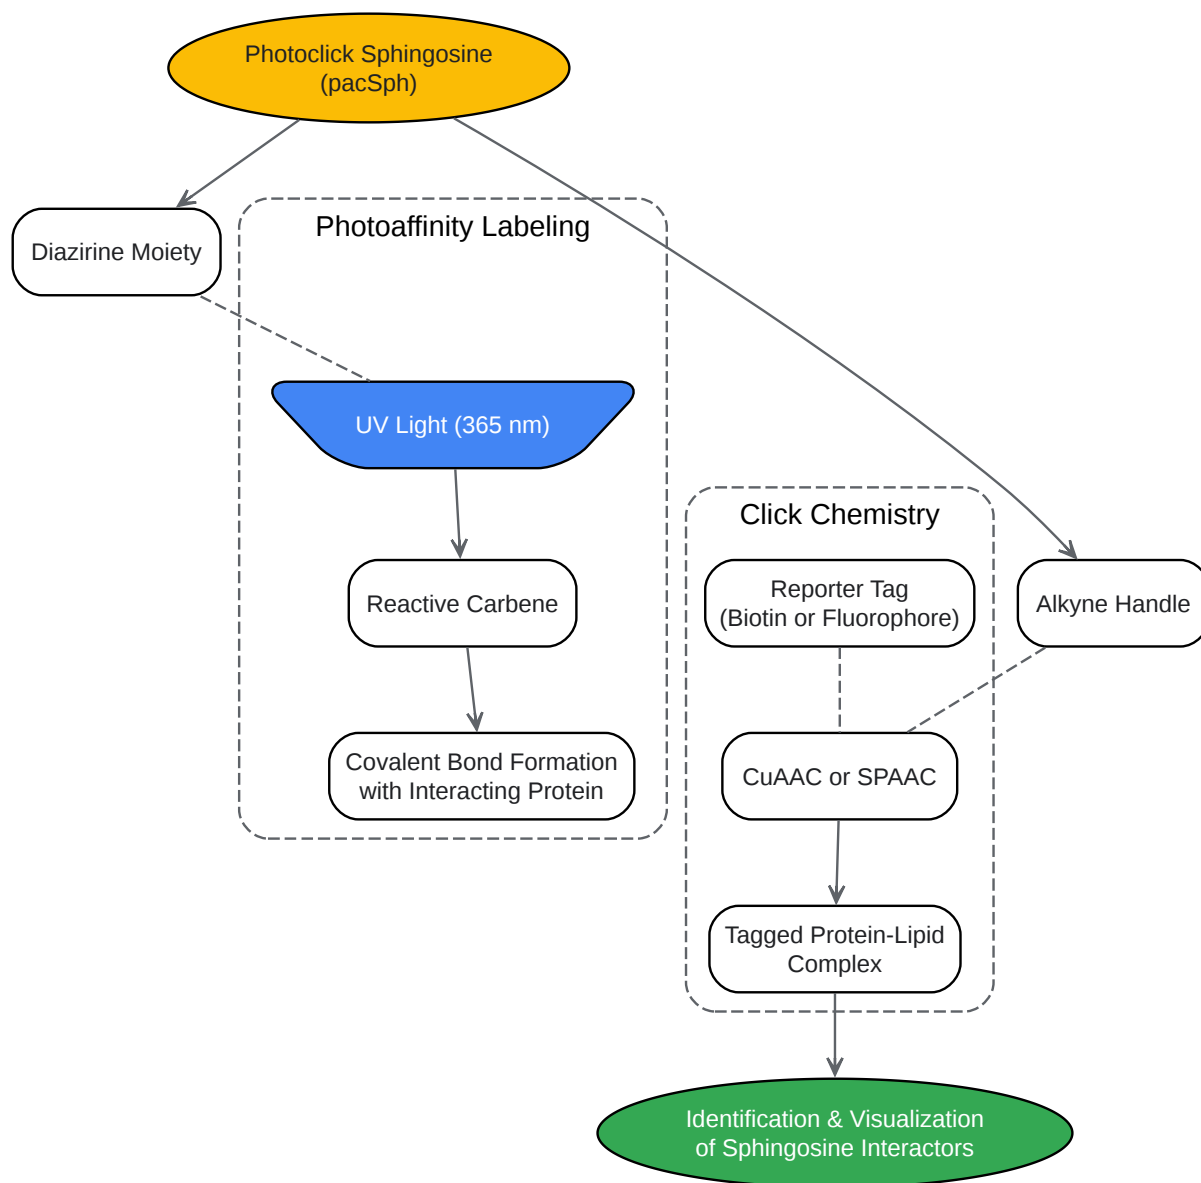 Photoclick Sphingosine
(pacSph)
Diazirine Moiety
Photoaffinity Labeling
UV Light (365 nm)
Reactive Carbene
Covalent Bond Formation
with Interacting Protein
Click Chemistry
Reporter Tag
(Biotin or Fluorophore)
Alkyne Handle
CuAAC or SPAAC
Tagged Protein-Lipid
Complex
Identification & Visualization
of Sphingosine Interactors